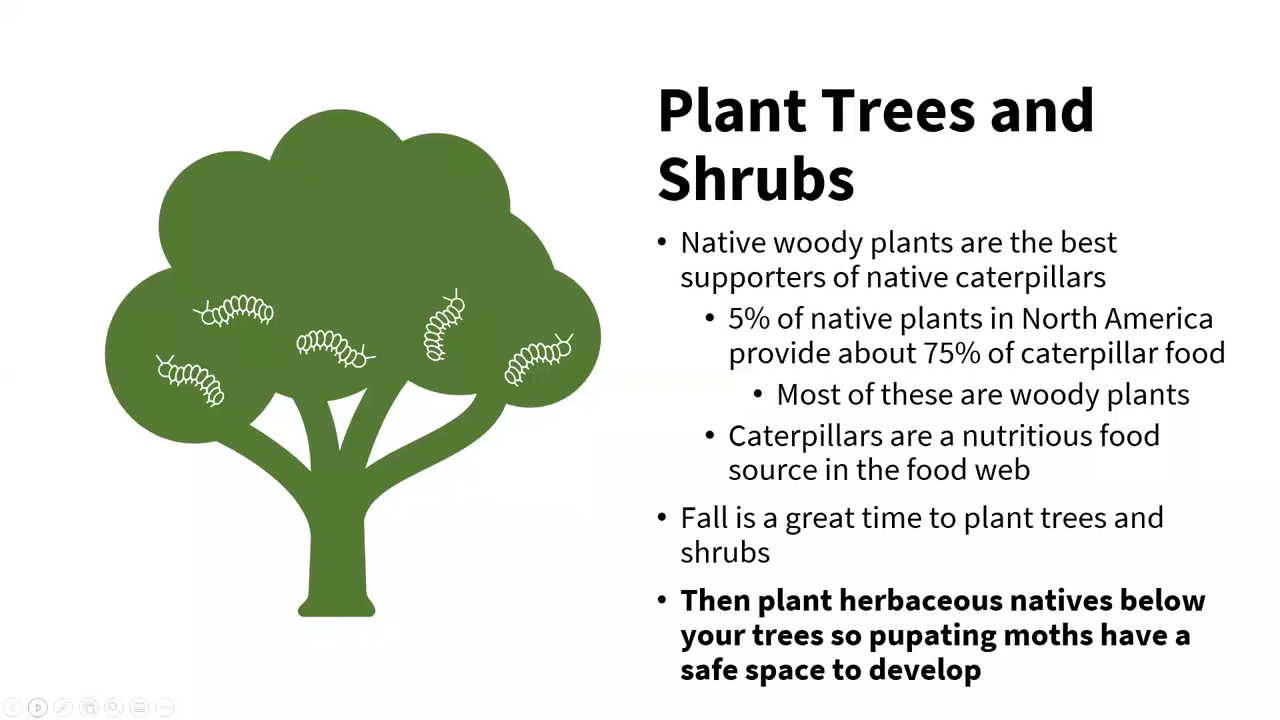 Plant Trees and
Shrubs
• Native woody plants are the best
supporters of native caterpillars
• 5% of native plants in North America
provide about 75% of caterpillar food
• Most of these are woody plants
• Caterpillars are a nutritious food
source in the food web
• Fall is a great time to plant trees and
shrubs
• Then plant herbaceous natives below
your trees so pupating moths have a
safe space to develop